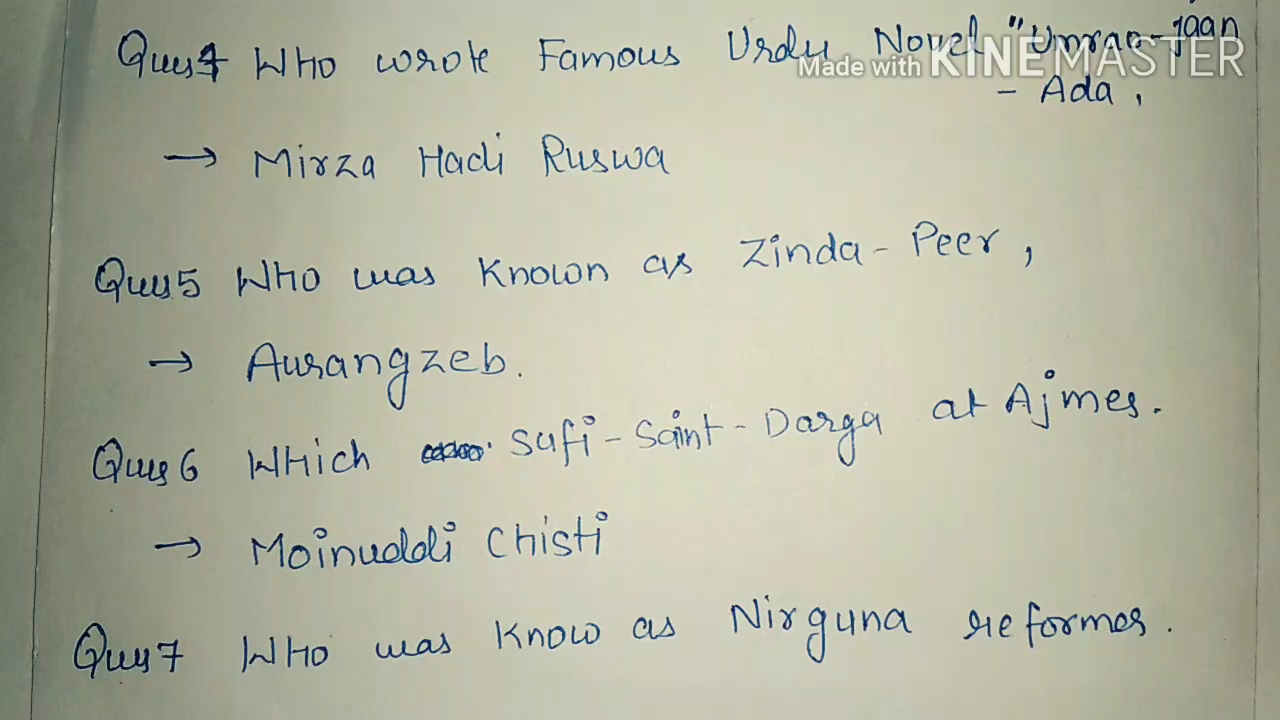 Ques4 Who wrote Famous Urdu Novel "Umrao-jaan
Made with KINEMASTER
- Ada,
→ Mirza Hadi Ruswa
Ques5 Who was Known as Zinda-Peer,
→ Aurangzeb.
Ques6 Which Sufi-Saint-Darga at Ajmer.
→ Moinuddi Chisti
Ques7 Who was Know as Nirguna reformer.